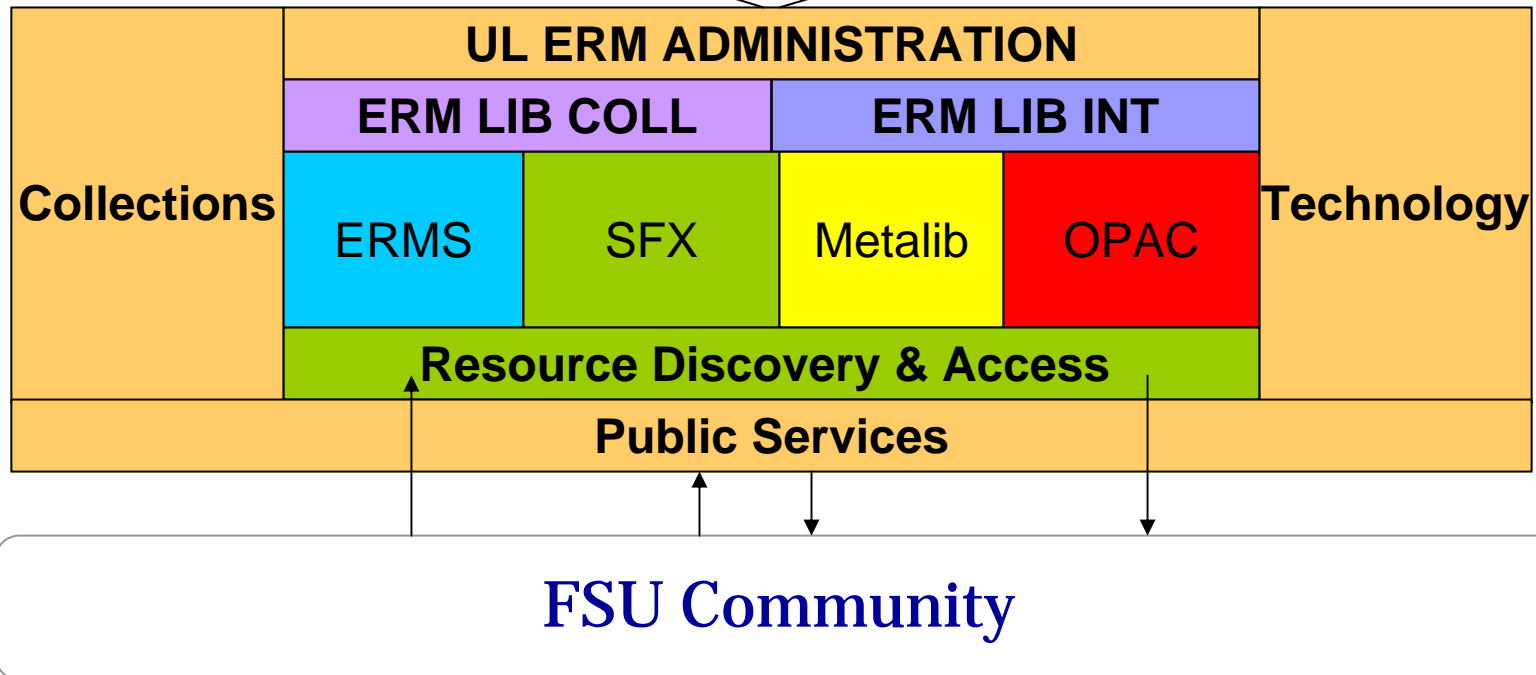 UL ERM ADMINISTRATION
ERM LIB COLL
ERM LIB INT
Collections
ERMS
SFX
Metalib
OPAC
Technology
Resource Discovery & Access
Public Services
FSU Community